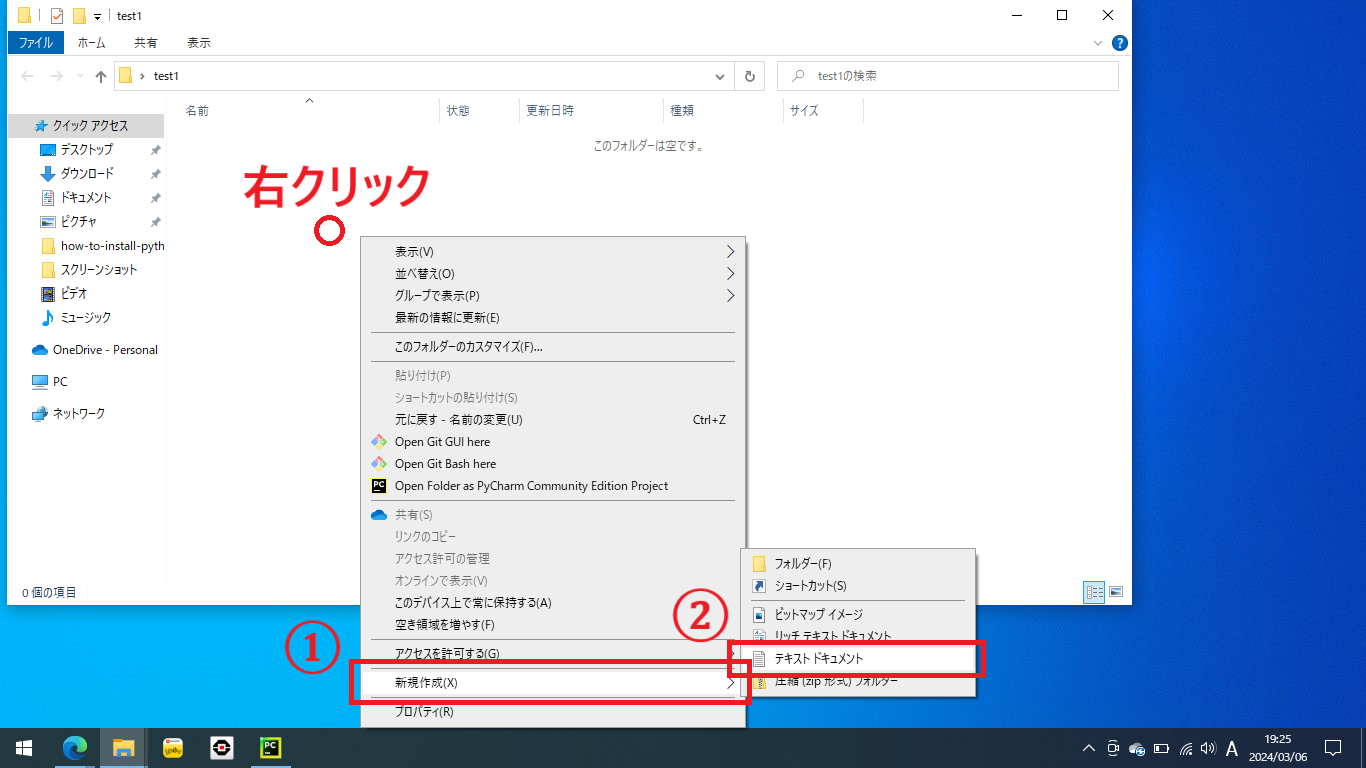 test1
ファイル ホーム 共有 表示
test1 test1の検索
名前 状態 更新日時 種類 サイズ
このフォルダーは空です。
クイック アクセス
デスクトップ
ダウンロード
ドキュメント
ピクチャ
how-to-install-pyth
スクリーンショット
ビデオ
ミュージック
OneDrive - Personal
PC
ネットワーク
0 個の項目
右クリック
表示(V)
並べ替え(O)
グループで表示(P)
最新の情報に更新(E)
このフォルダーのカスタマイズ(F)...
貼り付け(P)
ショートカットの貼り付け(S)
元に戻す - 名前の変更(U) Ctrl+Z
Open Git GUI here
Open Git Bash here
PC Open Folder as PyCharm Community Edition Project
共有(S)
リンクのコピー
アクセス許可の管理
オンラインで表示(V)
このデバイス上で常に保持する(A)
空き領域を増やす(F)
アクセスを許可する(G)
① 新規作成(X)
プロパティ(R)
フォルダー(F)
ショートカット(S)
ビットマップ イメージ
リッチ テキスト ドキュメント
② テキスト ドキュメント
圧縮 (zip 形式) フォルダー
PC
A
19:25
2024/03/06